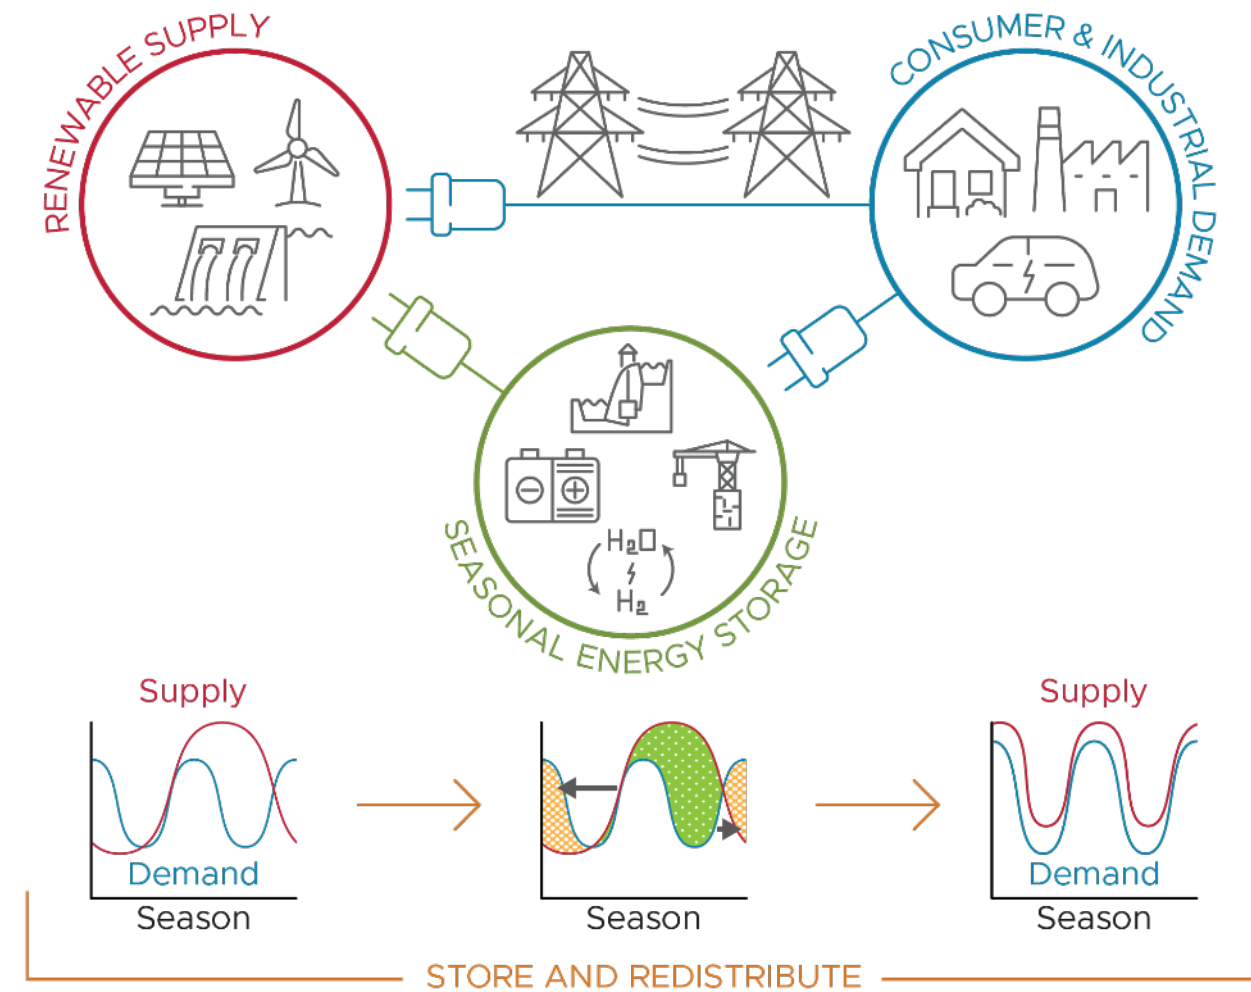 RENEWABLE SUPPLY
CONSUMER & INDUSTRIAL DEMAND
H₂O
H₂
SEASONAL ENERGY STORAGE
Supply
Demand
Season
Season
Supply
Demand
Season
STORE AND REDISTRIBUTE